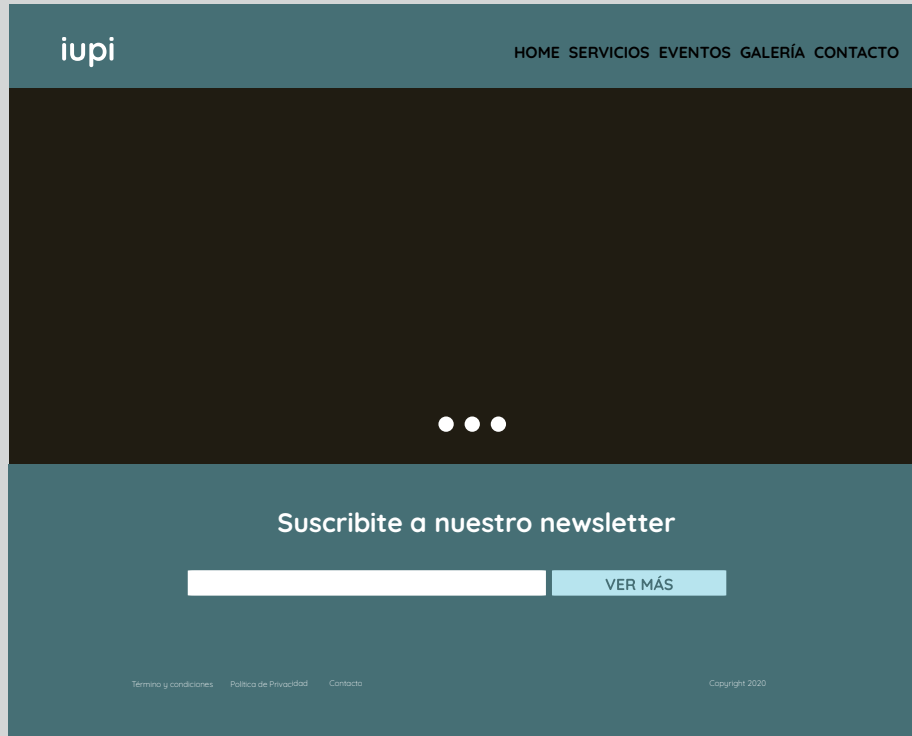 iupi
HOME SERVICIOS EVENTOS GALERÍA CONTACTO
Suscribite a nuestro newsletter
VER MÁS
Término y condiciones Política de Privacidad Contacto Copyright 2020